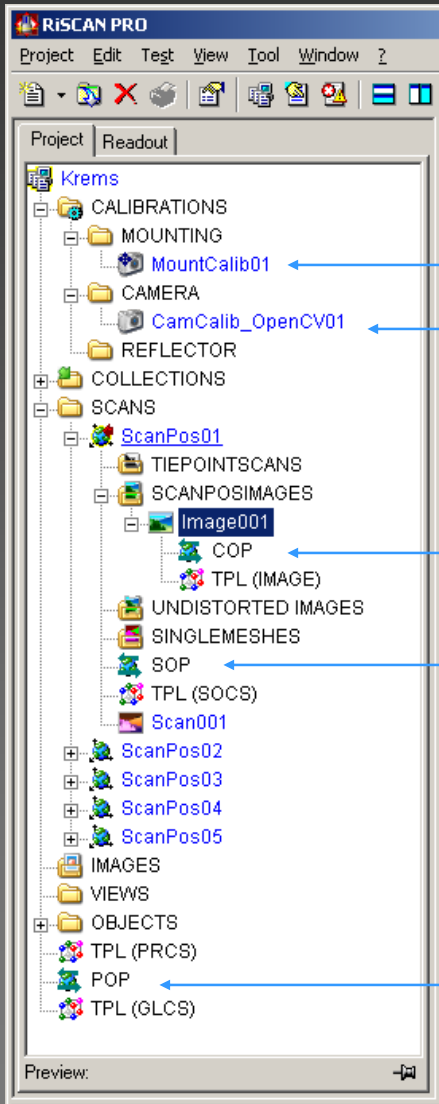 RiSCAN PRO
Project Edit Test View Tool Window ?
Project Readout
Krems
CALIBRATIONS
MOUNTING
MountCalib01
CAMERA
CamCalib_OpenCV01
REFLECTOR
COLLECTIONS
SCANS
ScanPos01
TIEPOINTSCANS
SCANPOSIMAGES
Image001
COP
TPL (IMAGE)
UNDISTORTED IMAGES
SINGLEMESHES
SOP
TPL (SOCS)
Scan001
ScanPos02
ScanPos03
ScanPos04
ScanPos05
IMAGES
VIEWS
OBJECTS
TPL (PRCS)
POP
TPL (GLCS)
Preview: